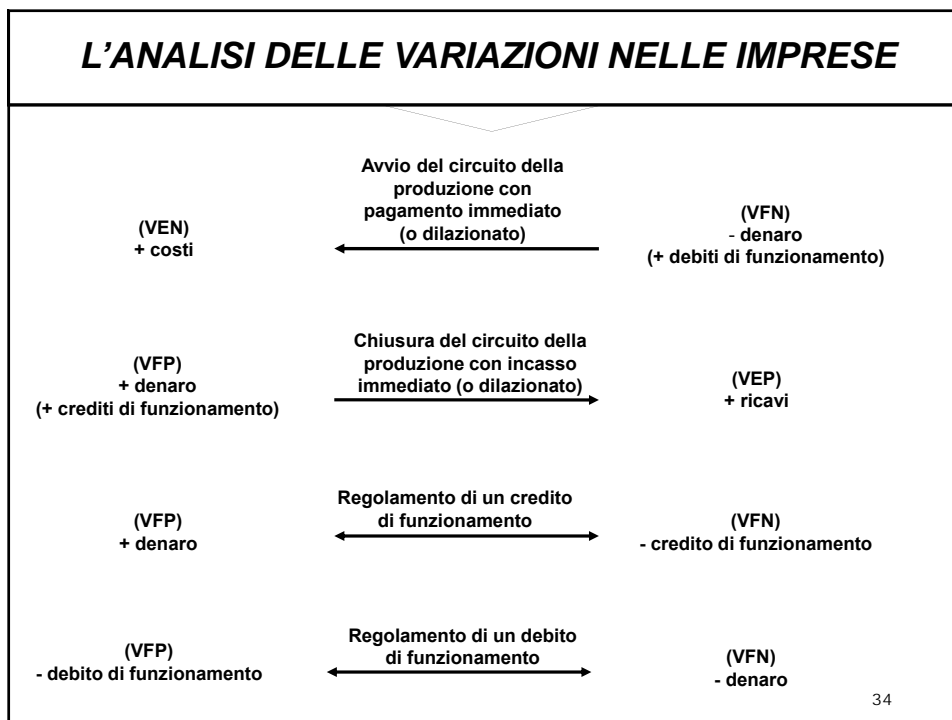 L'ANALISI DELLE VARIAZIONI NELLE IMPRESE
Avvio del circuito della
produzione con
pagamento immediato
(o dilazionato)
(VEN)
+ costi
(VFN)
- denaro
(+ debiti di funzionamento)
Chiusura del circuito della
produzione con incasso
immediato (o dilazionato)
(VFP)
+ denaro
(+ crediti di funzionamento)
(VEP)
+ ricavi
Regolamento di un credito
di funzionamento
(VFP)
+ denaro
(VFN)
- credito di funzionamento
Regolamento di un debito
di funzionamento
(VFP)
- debito di funzionamento
(VFN)
- denaro
34